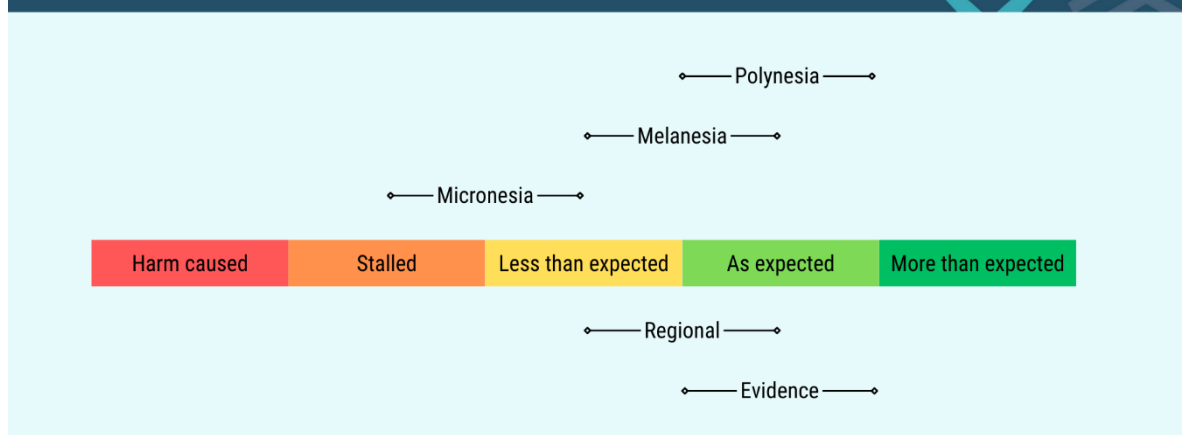 Polynesia
Melanesia
Micronesia
Harm caused
Stalled
Less than expected
As expected
More than expected
Regional
Evidence